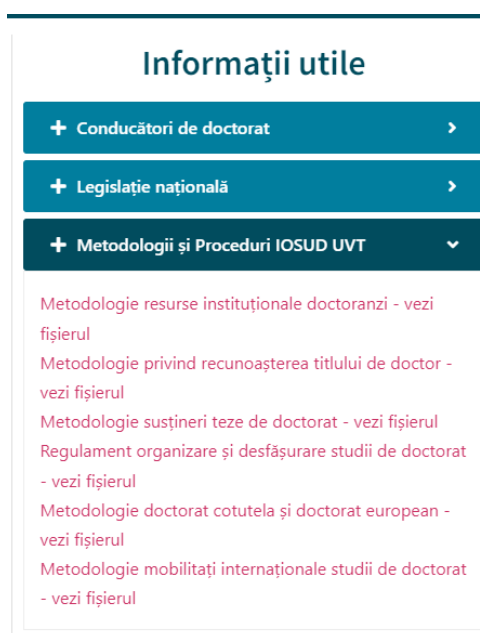 Informații utile
Conducători de doctorat
Legislație națională
Metodologii și Proceduri IOSUD UVT
Metodologie resurse instituționale doctoranzi - vezi
fișierul
Metodologie privind recunoașterea titlului de doctor -
vezi fișierul
Metodologie susțineri teze de doctorat - vezi fișierul
Regulament organizare și desfășurare studii de doctorat
- vezi fișierul
Metodologie doctorat cotutela și doctorat european -
vezi fișierul
Metodologie mobilitați internaționale studii de doctorat
- vezi fișierul